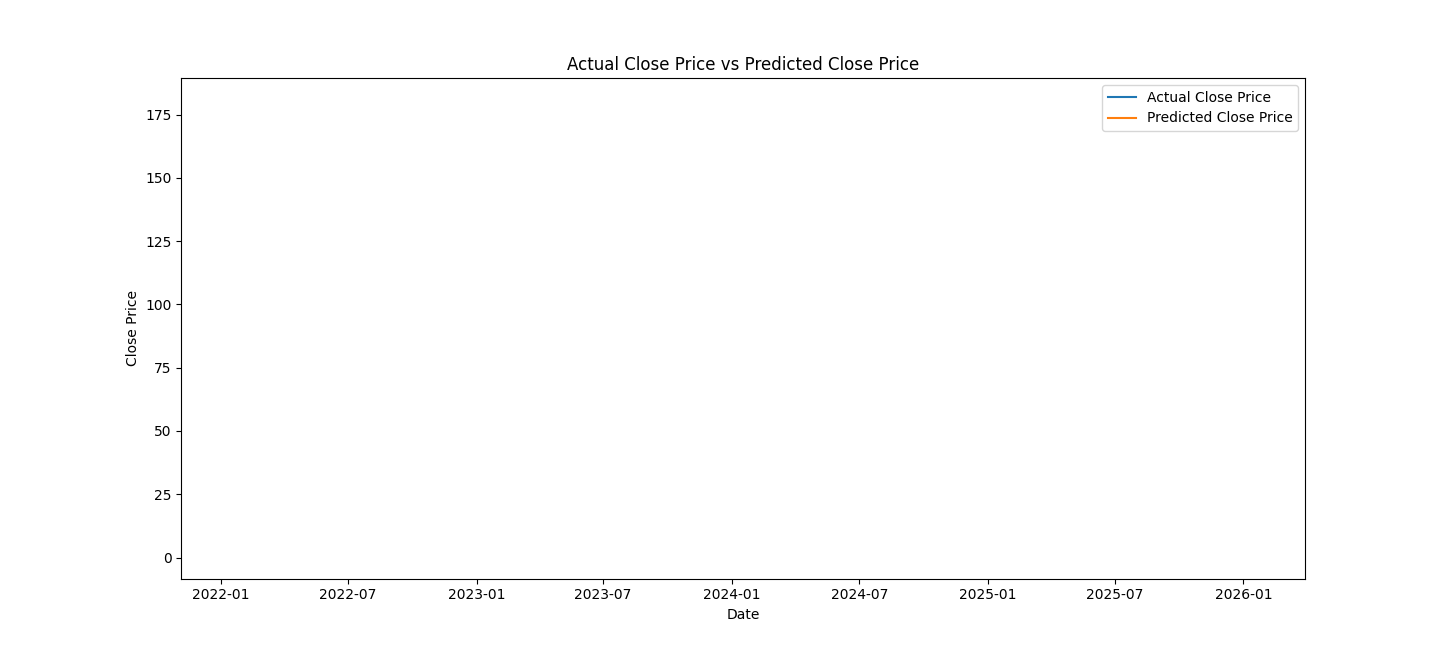 Actual Close Price vs Predicted Close Price
Actual Close Price
Predicted Close Price
Close Price
175
150
125
100
75
50
25
0
2022-01 2022-07 2023-01 2023-07 2024-01 2024-07 2025-01 2025-07 2026-01
Date